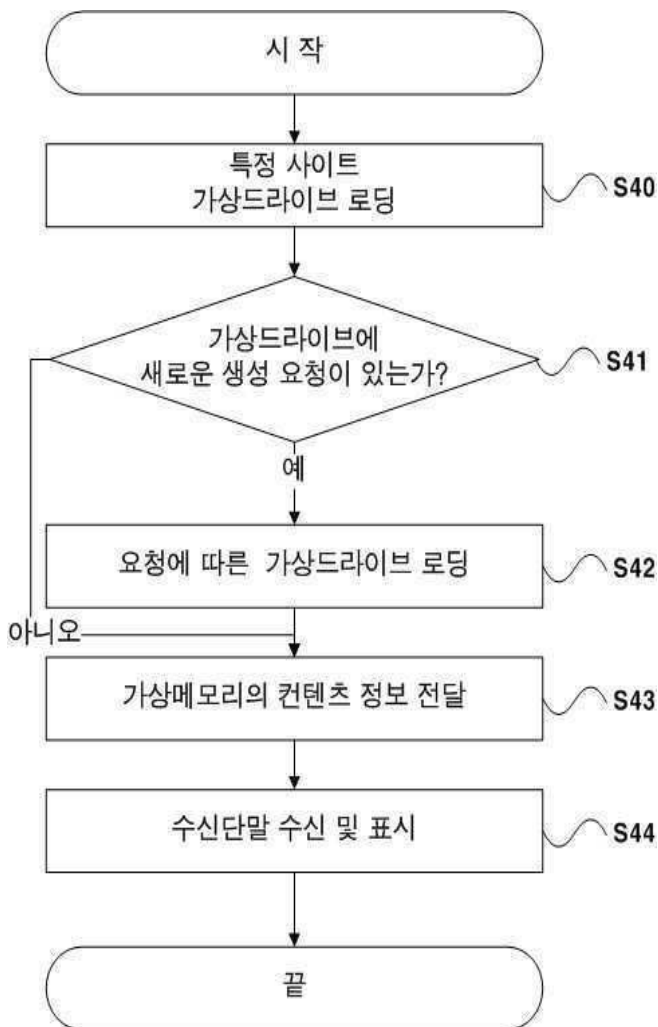 시 작
특정 사이트
가상드라이브 로딩
S40
가상드라이브에
새로운 생성 요청이 있는가?
S41
예
요청에 따른 가상드라이브 로딩
S42
아니오
가상메모리의 컨텐츠 정보 전달
S43
수신단말 수신 및 표시
S44
끝